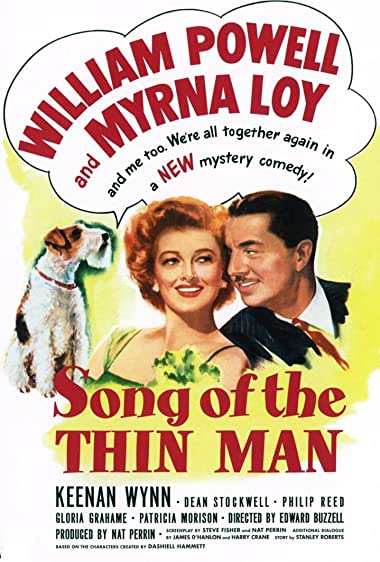 WILLIAM POWELL
and MYRNA LOY
and me too. We're all together again in
a NEW mystery comedy!
Song of the
THIN MAN
KEENAN WYNN · DEAN STOCKWELL · PHILIP REED
GLORIA GRAHAME · PATRICIA MORISON · DIRECTED BY EDWARD BUZZELL
PRODUCED BY NAT PERRIN SCREENPLAY BY STEVE FISHER AND NAT PERRIN ADDITIONAL DIALOGUE
BY JAMES O'HANLON AND HARRY CRANE STORY BY STANLEY ROBERTS
BASED ON THE CHARACTERS CREATED BY DASHIELL HAMMETT